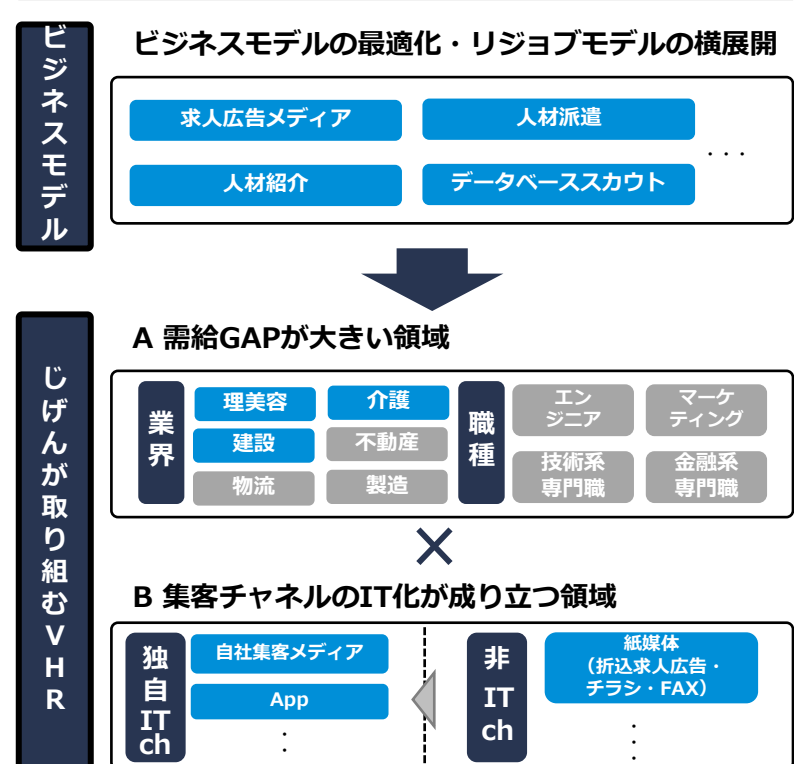 ビジネスモデル
ビジネスモデルの最適化・リジョブモデルの横展開
求人広告メディア
人材派遣
人材紹介
データベーススカウト
・・・
じげんが取り組むVHR
A 需給GAPが大きい領域
業界
理美容
介護
建設
不動産
物流
製造
職種
エン
ジニア
マーケ
ティング
技術系
専門職
金融系
専門職
×
B 集客チャネルのIT化が成り立つ領域
独自ITch
自社集客メディア
App
:
非ITch
紙媒体
（折込求人広告・
チラシ・FAX）
: